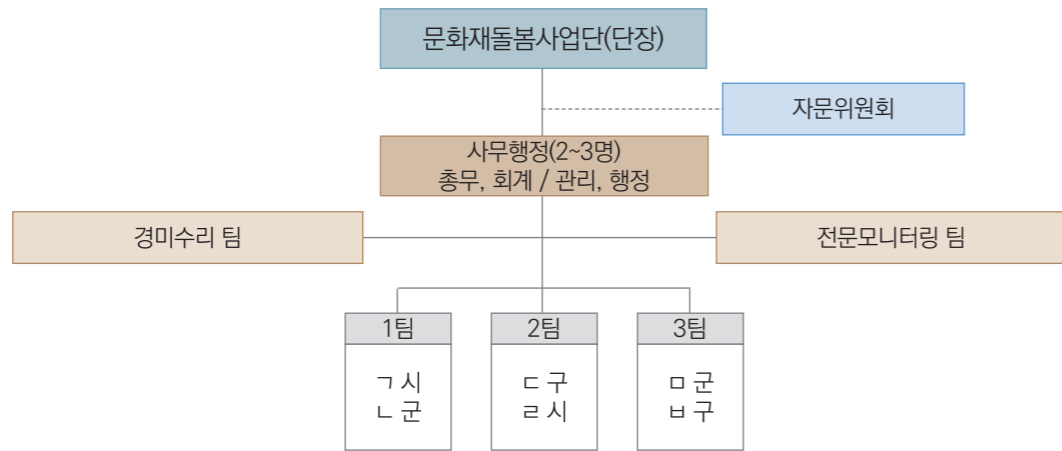 문화재돌봄사업단(단장)
자문위원회
사무행정(2~3명)
총무, 회계 / 관리, 행정
경미수리 팀
전문모니터링 팀
1팀
ㄱ 시
ㄴ 군
2팀
ㄷ 구
ㄹ 시
3팀
ㅁ 군
ㅂ 구